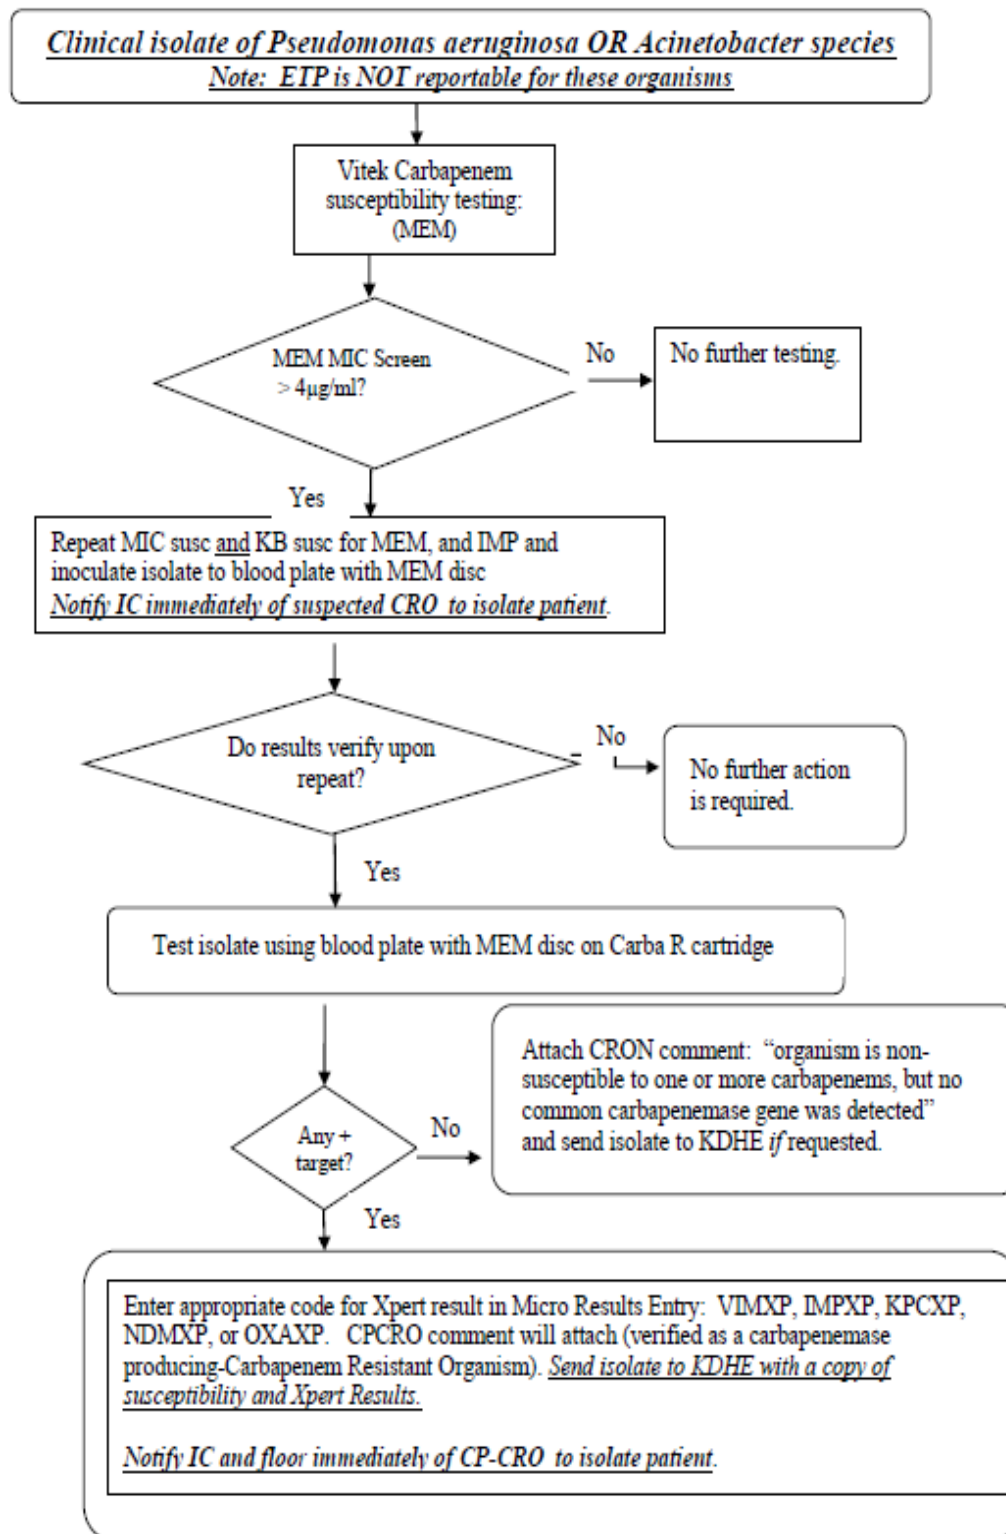 Clinical isolate of Pseudomonas aeruginosa OR Acinetobacter species
Note: ETP is NOT reportable for these organisms
Vitek Carbapenem
susceptibility testing:
(MEM)
MEM MIC Screen
> 4µg/ml?
No
No further testing.
Yes
Repeat MIC susc and KB susc for MEM, and IMP and
inoculate isolate to blood plate with MEM disc
Notify IC immediately of suspected CRO to isolate patient.
Do results verify upon
repeat?
No
No further action
is required.
Yes
Test isolate using blood plate with MEM disc on Carba R cartridge
Attach CRON comment: “organism is non-
susceptible to one or more carbapenems, but no
common carbapenemase gene was detected”
and send isolate to KDHE if requested.
Any +
target?
No
Yes
Enter appropriate code for Xpert result in Micro Results Entry: VIMXP, IMPXP, KPCXP,
NDMXP, or OXAXP. CPCRO comment will attach (verified as a carbapenemase
producing-Carbapenem Resistant Organism). Send isolate to KDHE with a copy of
susceptibility and Xpert Results.
Notify IC and floor immediately of CP-CRO to isolate patient.